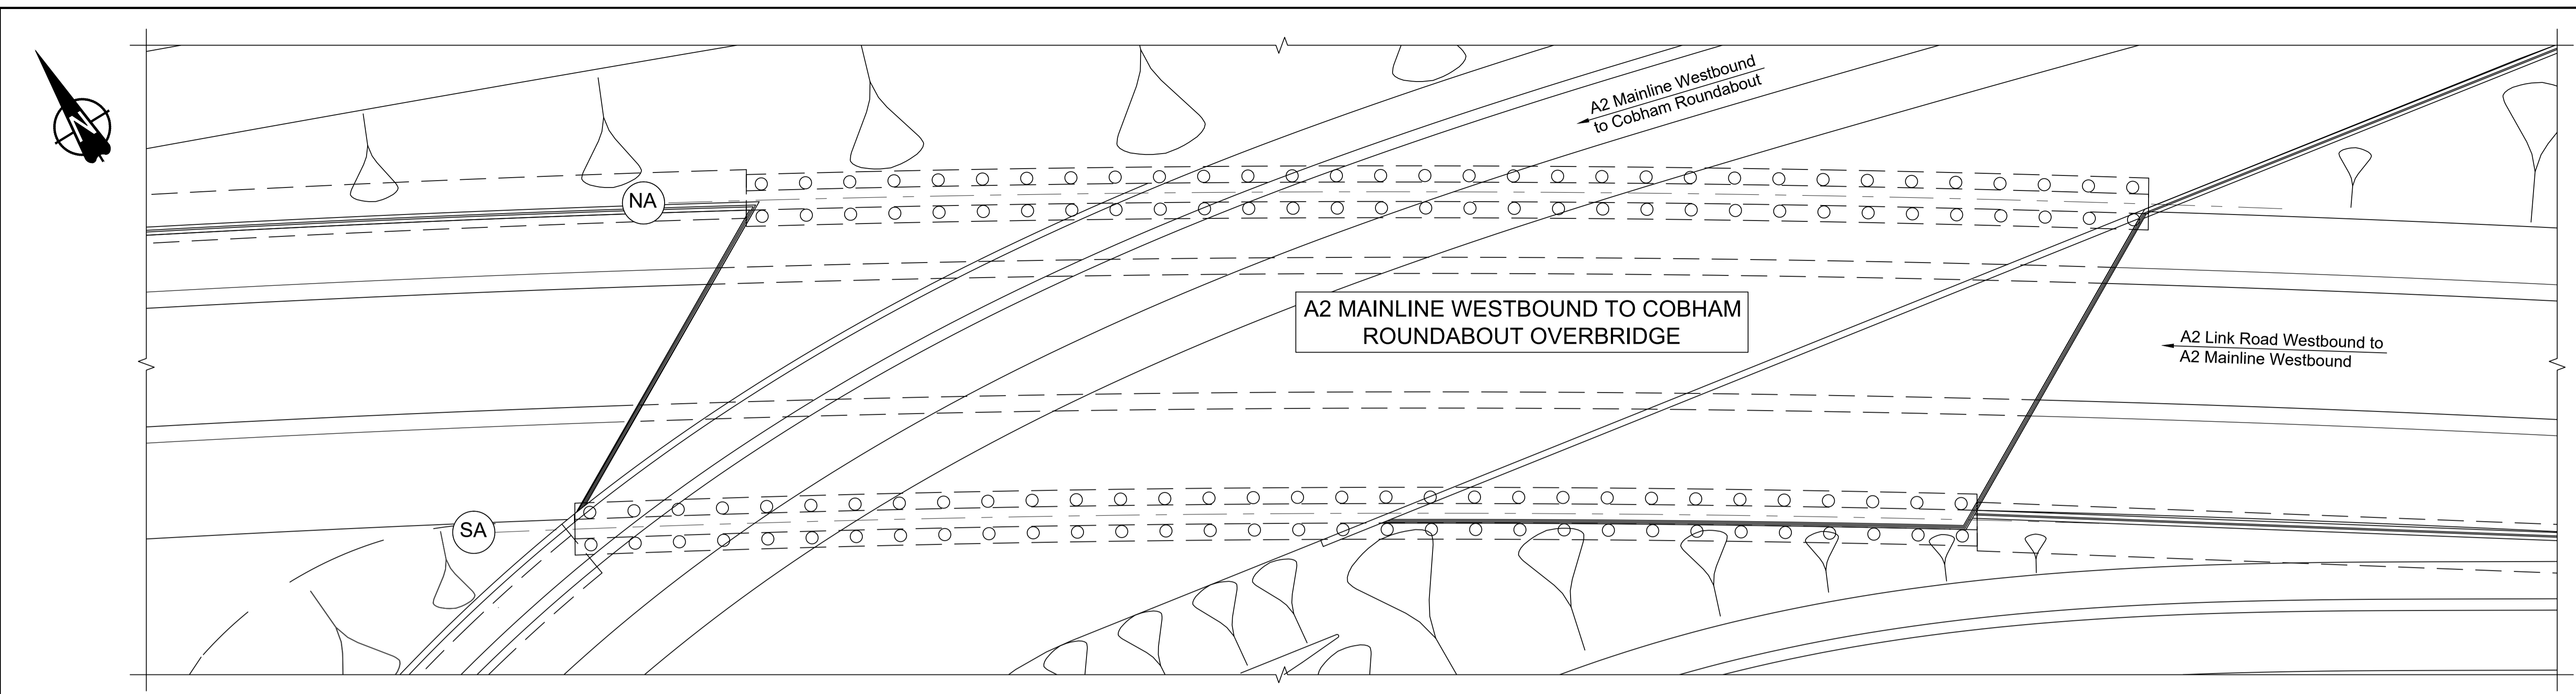 N
A2 Mainline Westbound
to Cobham Roundabout
NA
A2 MAINLINE WESTBOUND TO COBHAM
ROUNDABOUT OVERBRIDGE
A2 Link Road Westbound to
A2 Mainline Westbound
SA